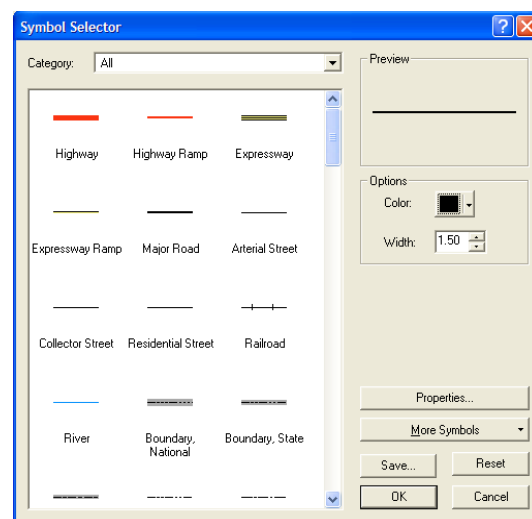 Symbol Selector
Category: All
Highway Highway Ramp Expressway
Expressway Ramp Major Road Arterial Street
Collector Street Residential Street Railroad
River Boundary, National Boundary, State
Preview
Options
Color:
Width: 1.50
Properties...
More Symbols
Save... Reset
OK Cancel